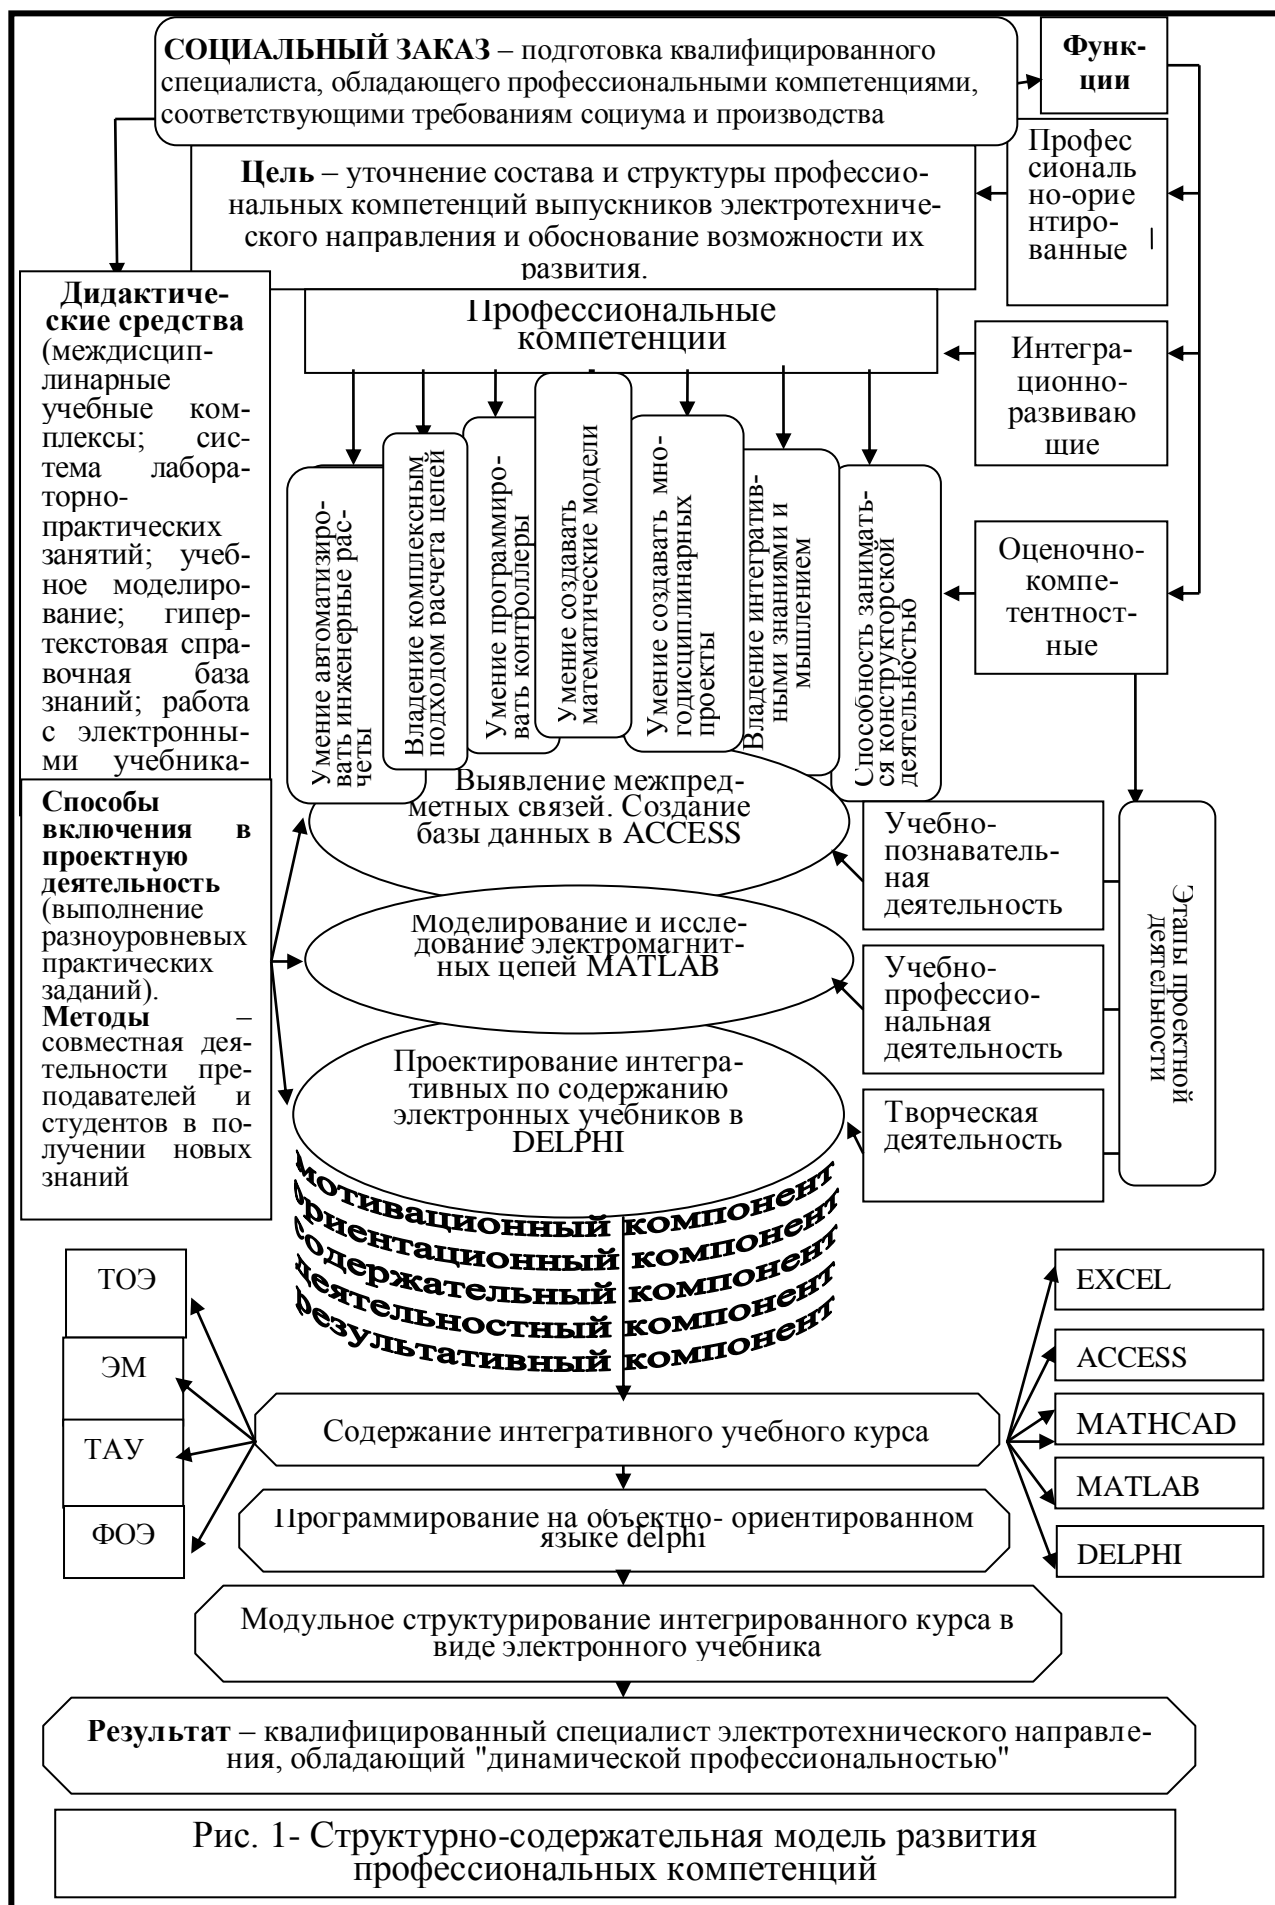 СОЦИАЛЬНЫЙ ЗАКАЗ – подготовка квалифицированного
специалиста, обладающего профессиональными компетенциями,
соответствующими требованиям социума и производства
Функ-
ции
Цель – уточнение состава и структуры профессио-
нальных компетенций выпускников электротехниче-
ского направления и обоснование возможности их
развития.
Профес
сиональ
но-орие
нтиро-
ванные
Профессиональные
компетенции
Интегра-
ционно-
развиваю
щие
Оценочно-
компе-
тентност-
ные
Дидактиче-
ские средства
(междисцип-
линарные
учебные ком-
плексы; сис-
тема лабора-
торно-
практических
занятий; учеб-
ное моделиро-
вание; гипер-
текстовая спра-
вочная база
знаний; работа
с электронны-
ми учебника-
Умение автоматизиро-
вать инженерные рас-
четы
Владение комплексным
подходом расчета цепей
Умение программиро-
вать контроллеры
Умение создавать
математические модели
Умение создавать мно-
годисциплинарных
проекты
Владение интегратив-
ными знаниями и
мышлением
Способность занимать-
ся конструкторской
деятельностью
Способы
включения в
проектную
деятельность
(выполнение
разноуровневых
практических
заданий).
Методы –
совместная дея-
тельности пре-
подавателей и
студентов в по-
лучении новых
знаний
Выявление межпред-
метных связей. Создание
базы данных в ACCESS
Моделирование и иссле-
дование электромагнит-
ных цепей MATLAB
Проектирование интегра-
тивных по содержанию
электронных учебников в
DELPHI
Учебно-
познаватель-
ная
деятельность
Учебно-
профессио-
нальная
деятельность
Творческая
деятельность
Этапы проектной
деятельности
мотивационный компонент
ориентационный компонент
содержательный компонент
деятельностный компонент
результативный компонент
ТОЭ
ЭМ
ТАУ
ФОЭ
EXCEL
ACCESS
MATHCAD
MATLAB
DELPHI
Содержание интегративного учебного курса
Программирование на объектно- ориентированном
языке delphi
Модульное структурирование интегрированного курса в
виде электронного учебника
Результат – квалифицированный специалист электротехнического направле-
ния, обладающий "динамической профессиональностью"
Рис. 1- Структурно-содержательная модель развития
профессиональных компетенций